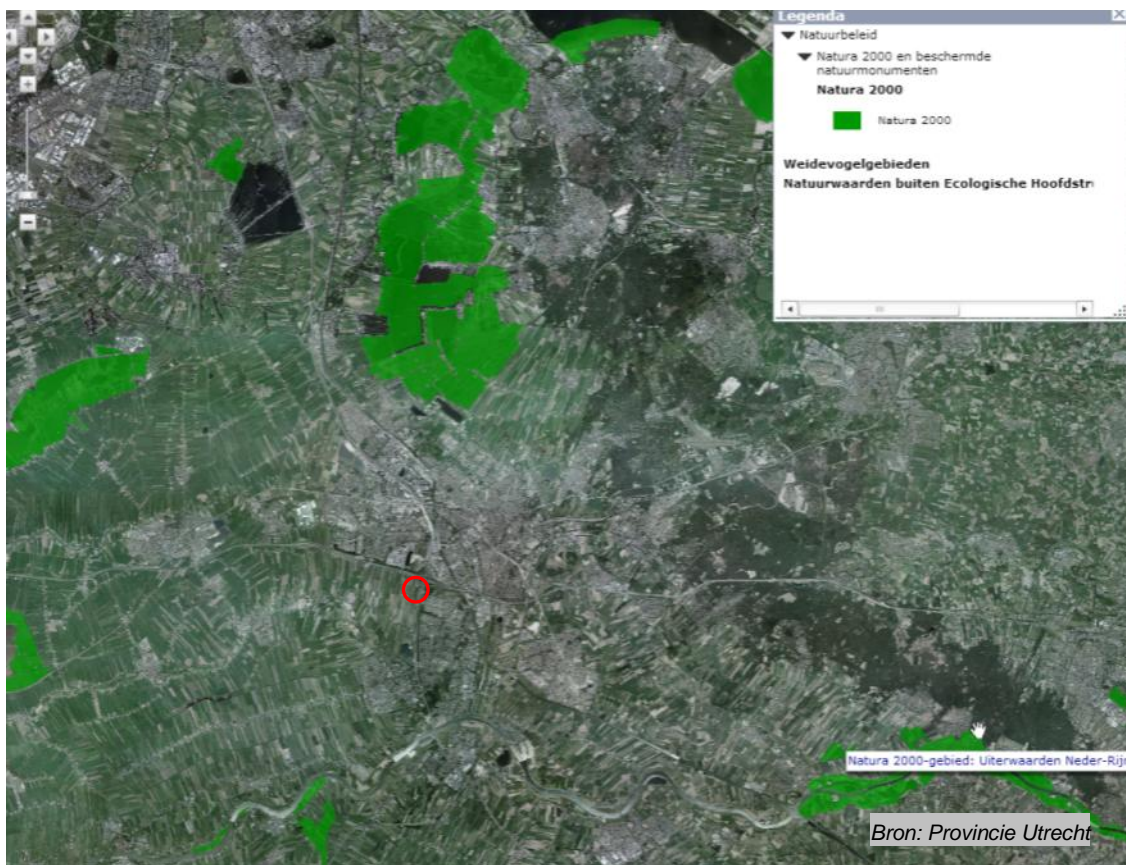 Legenda
Natuurbeleid
Natura 2000 en beschermde
natuurmonumenten
Natura 2000
Natura 2000
Weidevogelgebieden
Natuurwaarden buiten Ecologische Hoofdstr
Natura 2000-gebied: Uiterwaarden Neder-Rij
Bron: Provincie Utrecht